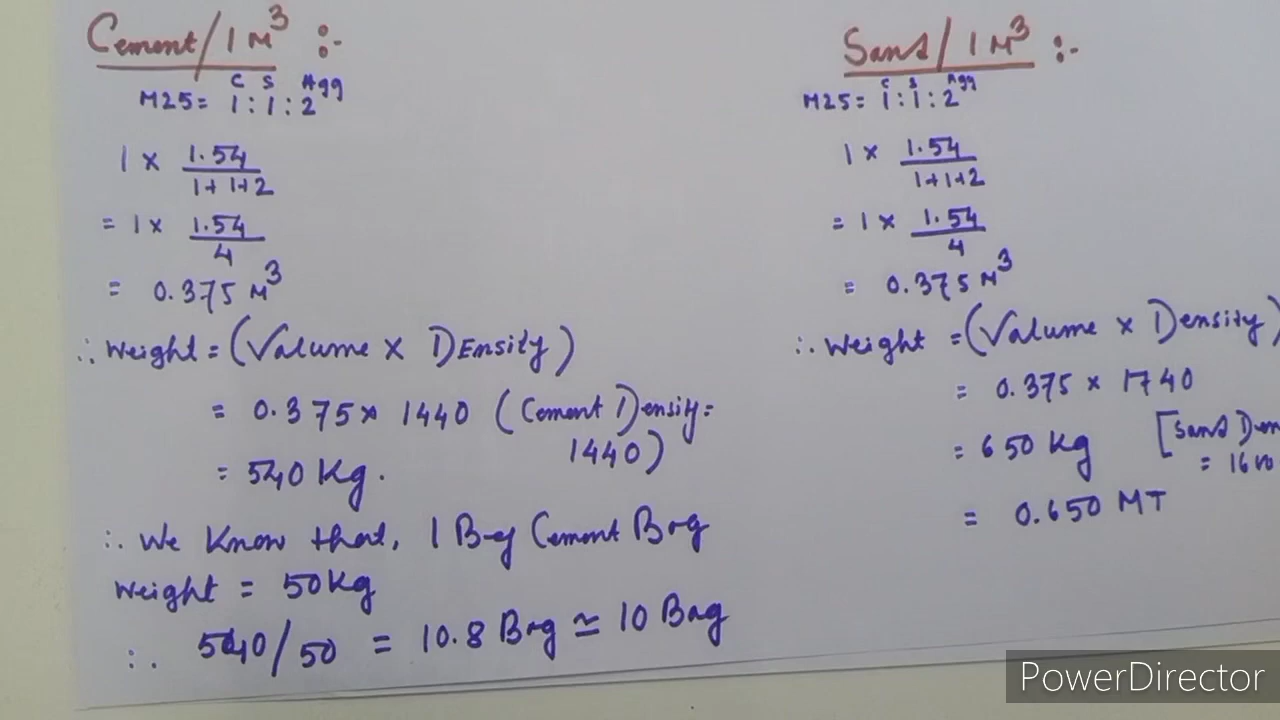 Cement/1M³ :-
C S Agg
M25= 1:1:2
1 × 1.54
1+1+2
= 1 × 1.54
4
= 0.375 M³
∴ Weight = (Valume × DEnsity)
= 0.375 × 1440 (Cement Density=
1440)
= 540 Kg.
∴ We Know that, 1 Bag Cement Bag
Weight = 50Kg
∴ 540/50 = 10.8 Bag ≃ 10 Bag
Sand/1M³ :-
C S Agg
M25= 1:1:2
1 × 1.54
1+1+2
= 1 × 1.54
4
= 0.375 M³
∴ Weight = (Valume × Density)
= 0.375 × 1740
= 650 Kg [Sand Den
=
= 0.650 MT
PowerDirector